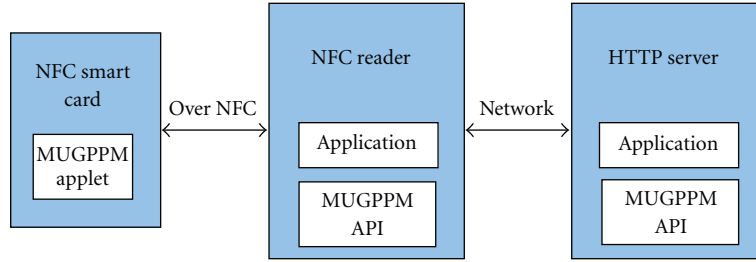 NFC smart
card
MUGPPM
applet
Over NFC
NFC reader
Application
MUGPPM
API
Network
HTTP server
Application
MUGPPM
API